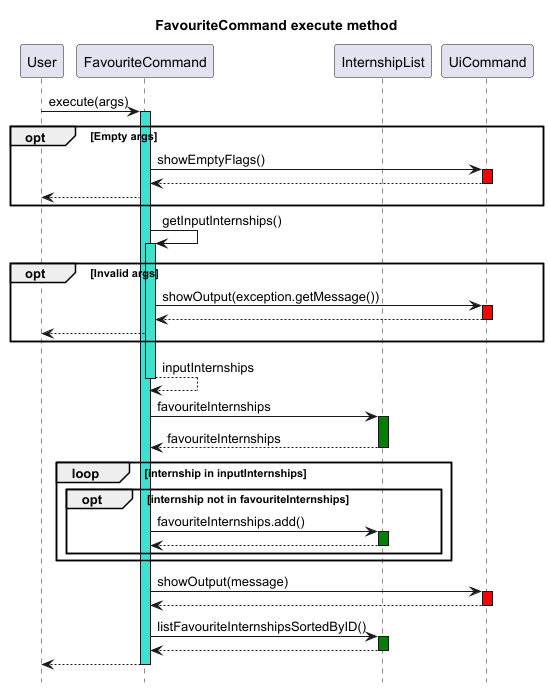 FavouriteCommand execute method
User
FavouriteCommand
InternshipList
UiCommand
execute(args)
opt
[Empty args]
showEmptyFlags()
getInputInternships()
opt
[Invalid args]
showOutput(exception.getMessage())
inputInternships
favouriteInternships
favouriteInternships
loop
[internship in inputInternships]
opt
[internship not in favouriteInternships]
favouriteInternships.add()
showOutput(message)
listFavouriteInternshipsSortedByID()